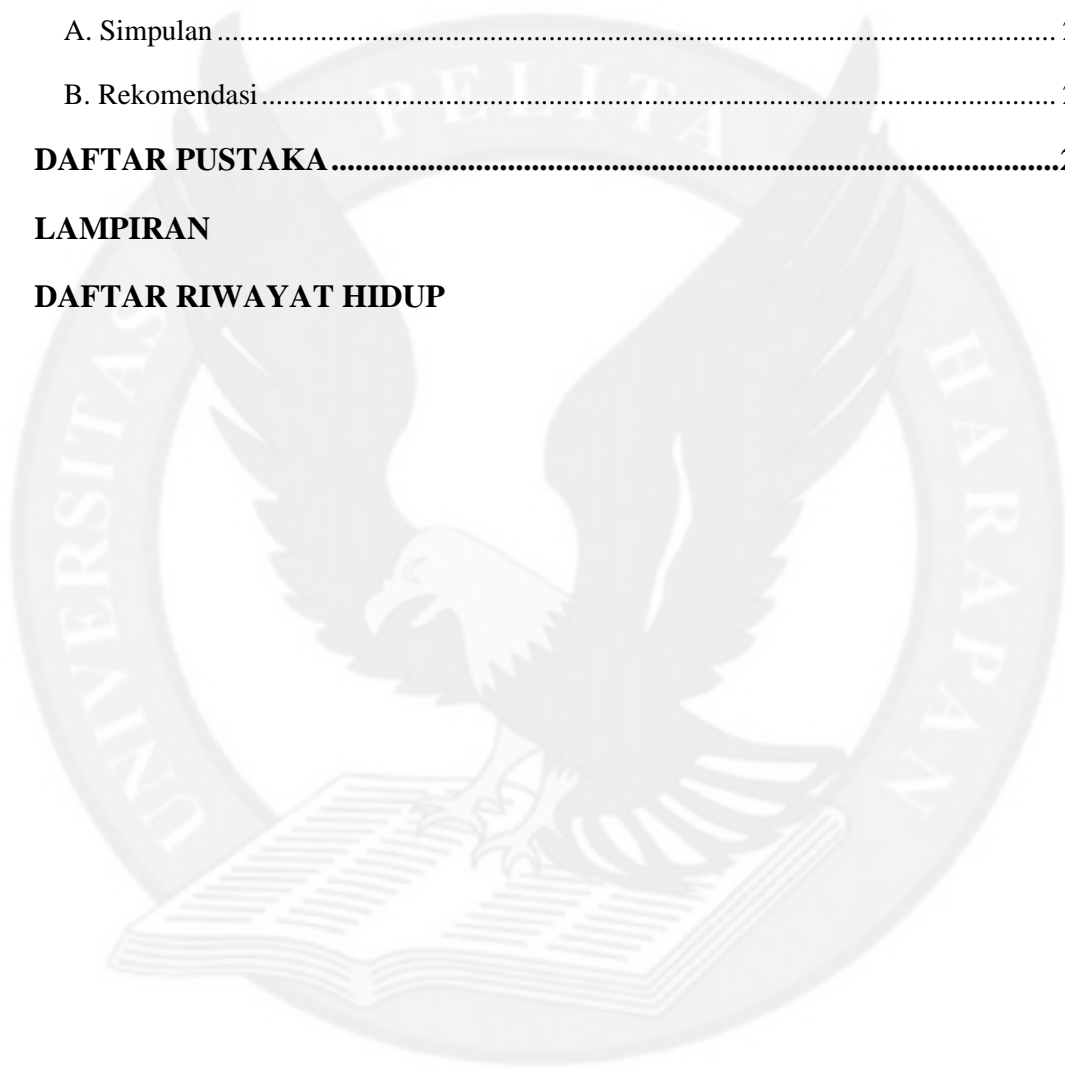 A. Simpulan
B. Rekomendasi
DAFTAR PUSTAKA
LAMPIRAN
DAFTAR RIWAYAT HIDUP
UNIVERSITAS PELITA HARAPAN